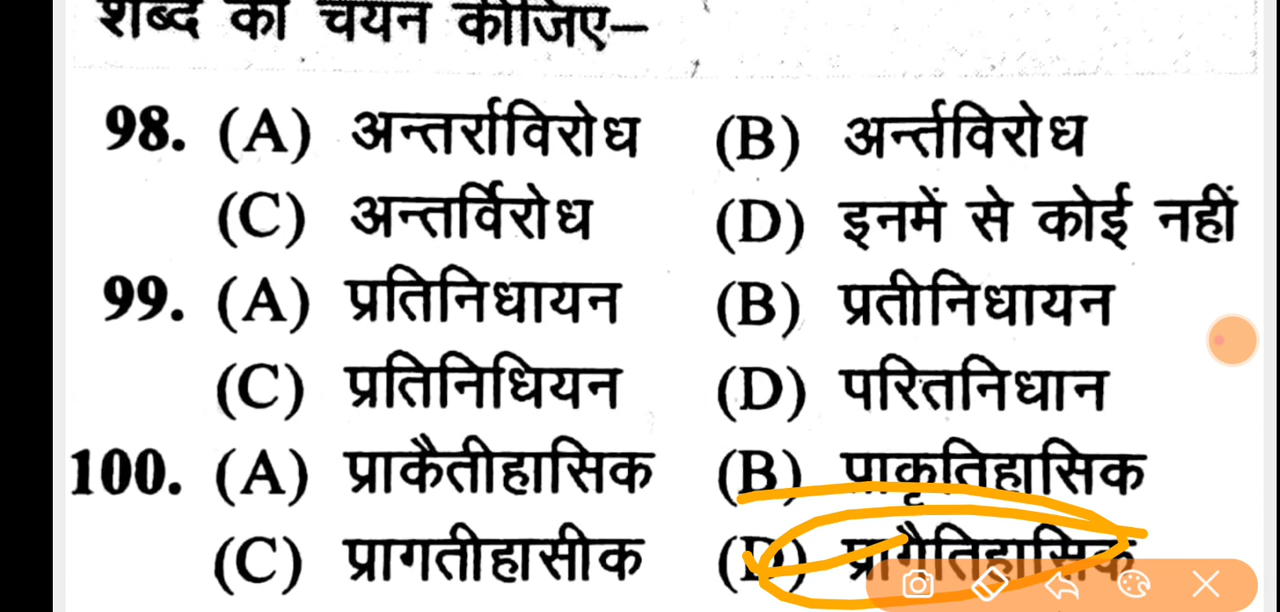 शब्द का चयन कीजिए–
98. (A) अन्तर्राविरोध (B) अर्न्तविरोध
(C) अन्तर्विरोध (D) इनमें से कोई नहीं
99. (A) प्रतिनिधायन (B) प्रतीनिधायन
(C) प्रतिनिधियन (D) परितनिधान
100. (A) प्राकैतीहासिक (B) प्राकृतिहासिक
(C) प्रागतीहासीक (D) प्रागैतिहासिक